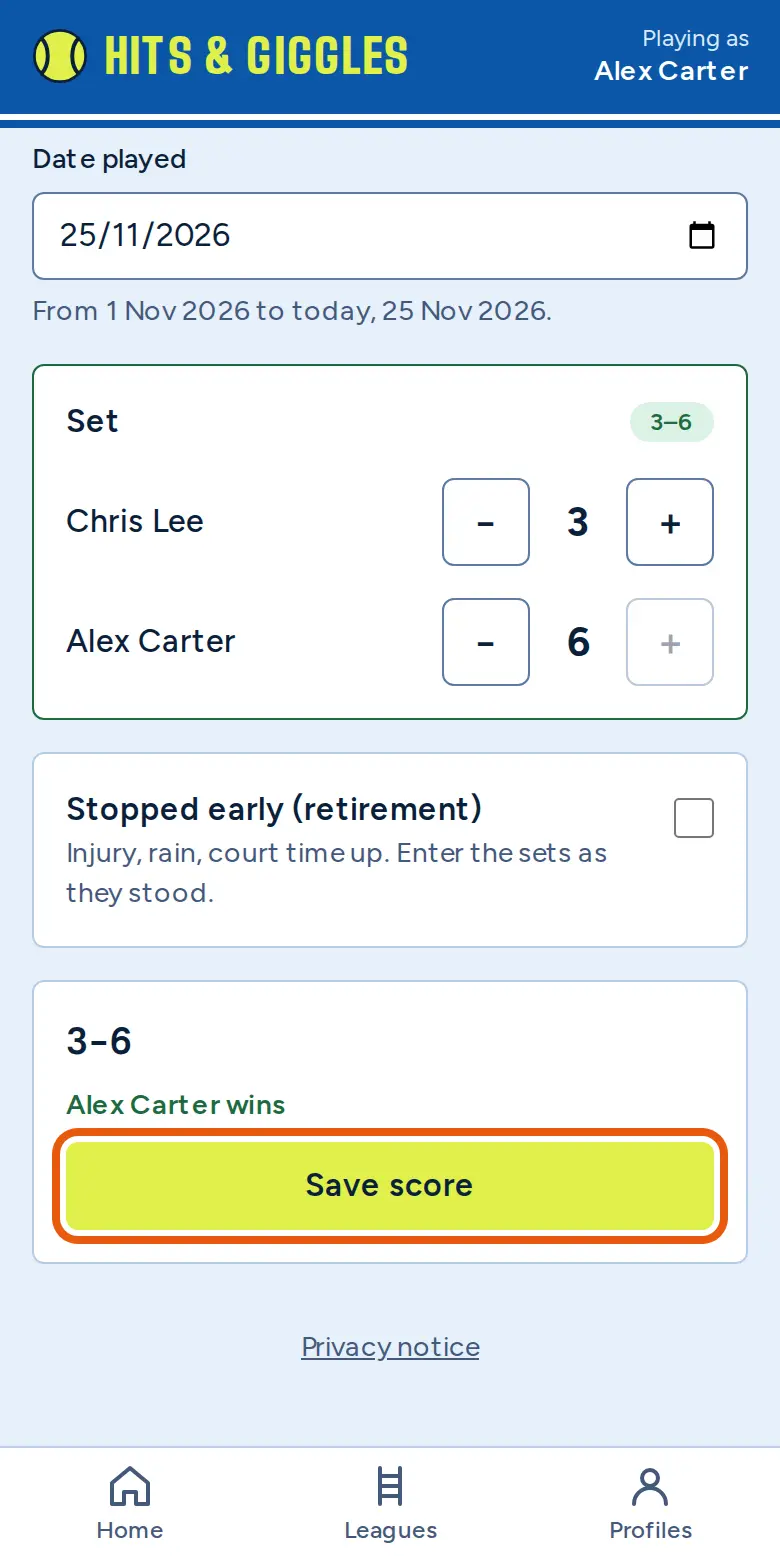 HITS & GIGGLES
Playing as
Alex Carter
Date played
25/11/2026
From 1 Nov 2026 to today, 25 Nov 2026.
Set
3–6
Chris Lee
– 3 +
Alex Carter
– 6 +
Stopped early (retirement)
Injury, rain, court time up. Enter the sets as
they stood.
3–6
Alex Carter wins
Save score
Privacy notice
Home
Leagues
Profiles